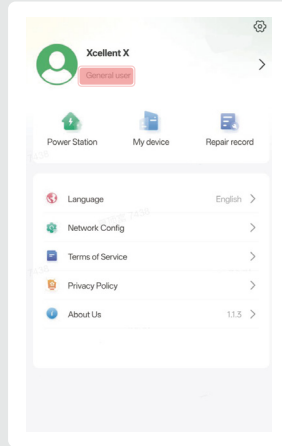 Xcellent X
General user
Power Station
My device
Repair record
Language
English
Network Config
Terms of Service
Privacy Policy
About Us
1.1.3